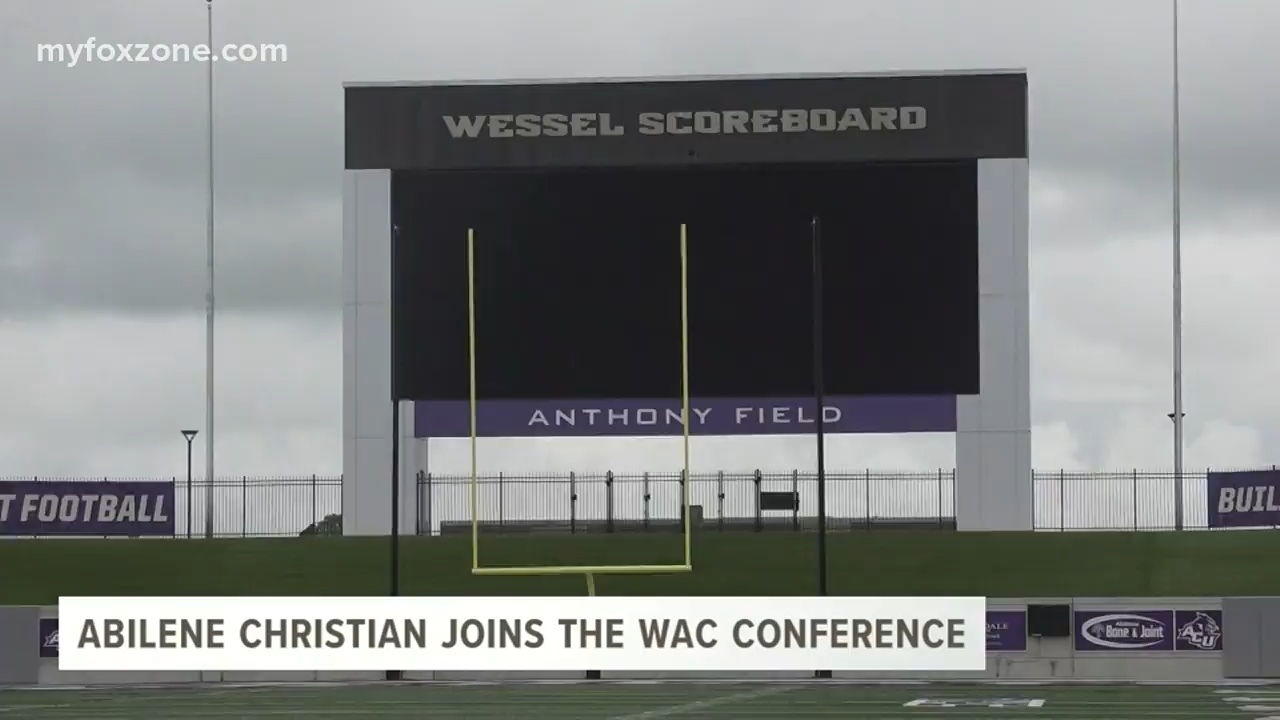 myfoxzone.com
WESSEL SCOREBOARD
ANTHONY FIELD
T FOOTBALL
BUIL
ABILENE CHRISTIAN JOINS THE WAC CONFERENCE
Bone & Joint
ACU